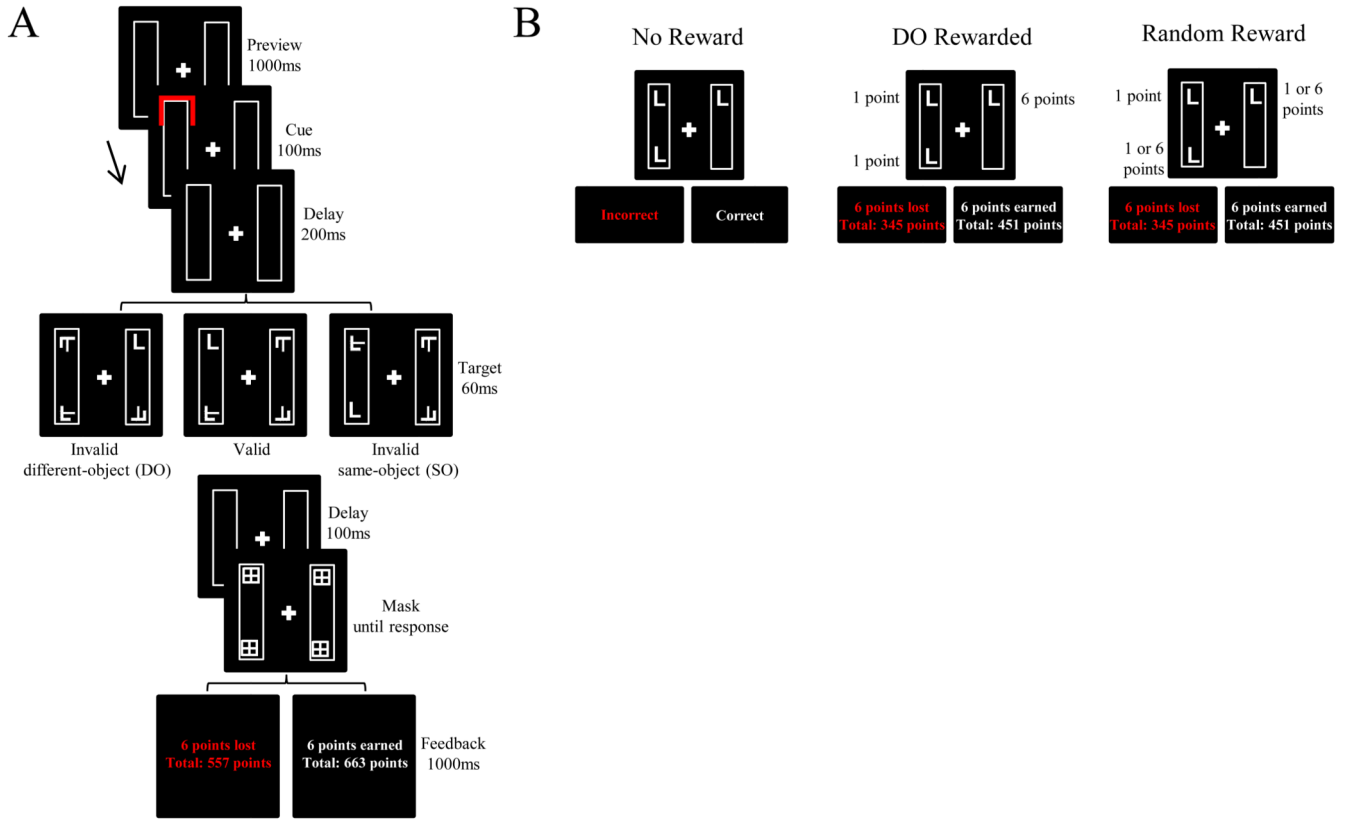 A
Preview
1000ms
Cue
100ms
Delay
200ms
Target
60ms
Invalid
different-object (DO)
Valid
Invalid
same-object (SO)
Delay
100ms
Mask
until response
6 points lost
Total: 557 points
6 points earned
Total: 663 points
Feedback
1000ms
B
No Reward
L
L
L
Incorrect
Correct
DO Rewarded
1 point
L
L
6 points
1 point
L
6 points lost
Total: 345 points
6 points earned
Total: 451 points
Random Reward
1 point
L
L
1 or 6
points
1 or 6
points
L
6 points lost
Total: 345 points
6 points earned
Total: 451 points